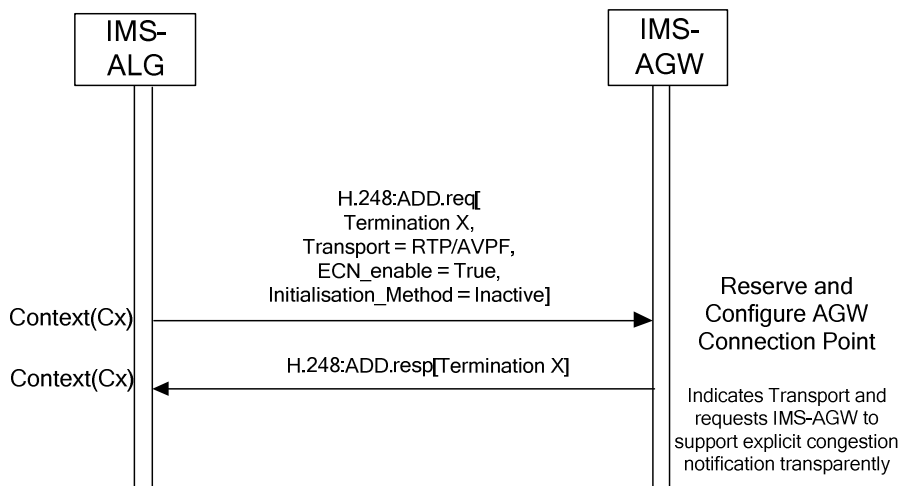 IMS-
ALG
IMS-
AGW
H.248:ADD.req[
Termination X,
Transport = RTP/AVPF,
ECN_enable = True,
Initialisation_Method = Inactive]
Context(Cx)
Reserve and
Configure AGW
Connection Point
H.248:ADD.resp[Termination X]
Context(Cx)
Indicates Transport and
requests IMS-AGW to
support explicit congestion
notification transparently